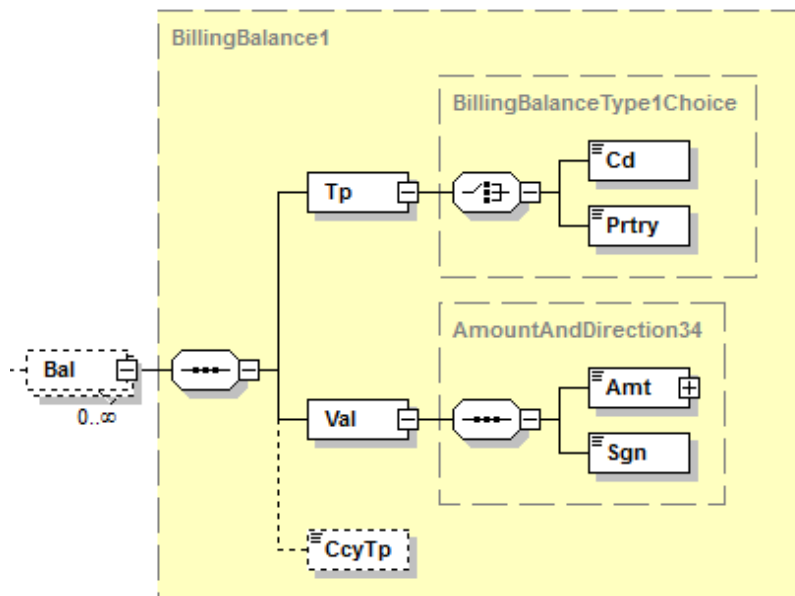 BillingBalance1
BillingBalanceType1Choice
Cd
Tp
Prtry
AmountAndDirection34
Bal
0..∞
Amt
Val
Sgn
CcyTp